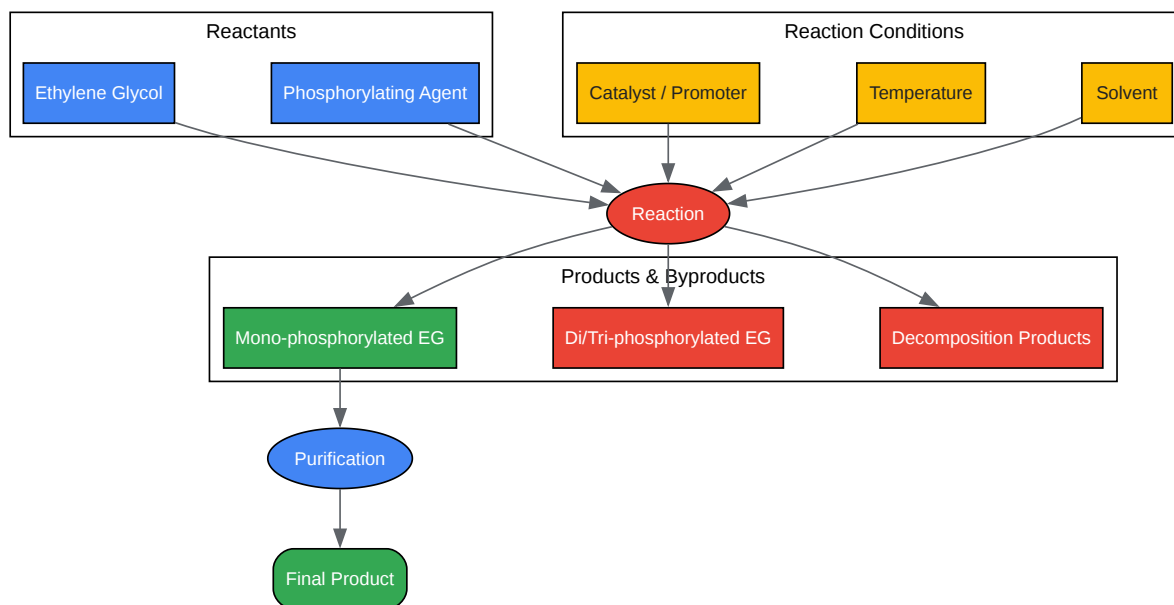 Reactants
Reaction Conditions
Ethylene Glycol
Phosphorylating Agent
Catalyst / Promoter
Temperature
Solvent
Reaction
Products & Byproducts
Mono-phosphorylated EG
Di/Tri-phosphorylated EG
Decomposition Products
Purification
Final Product